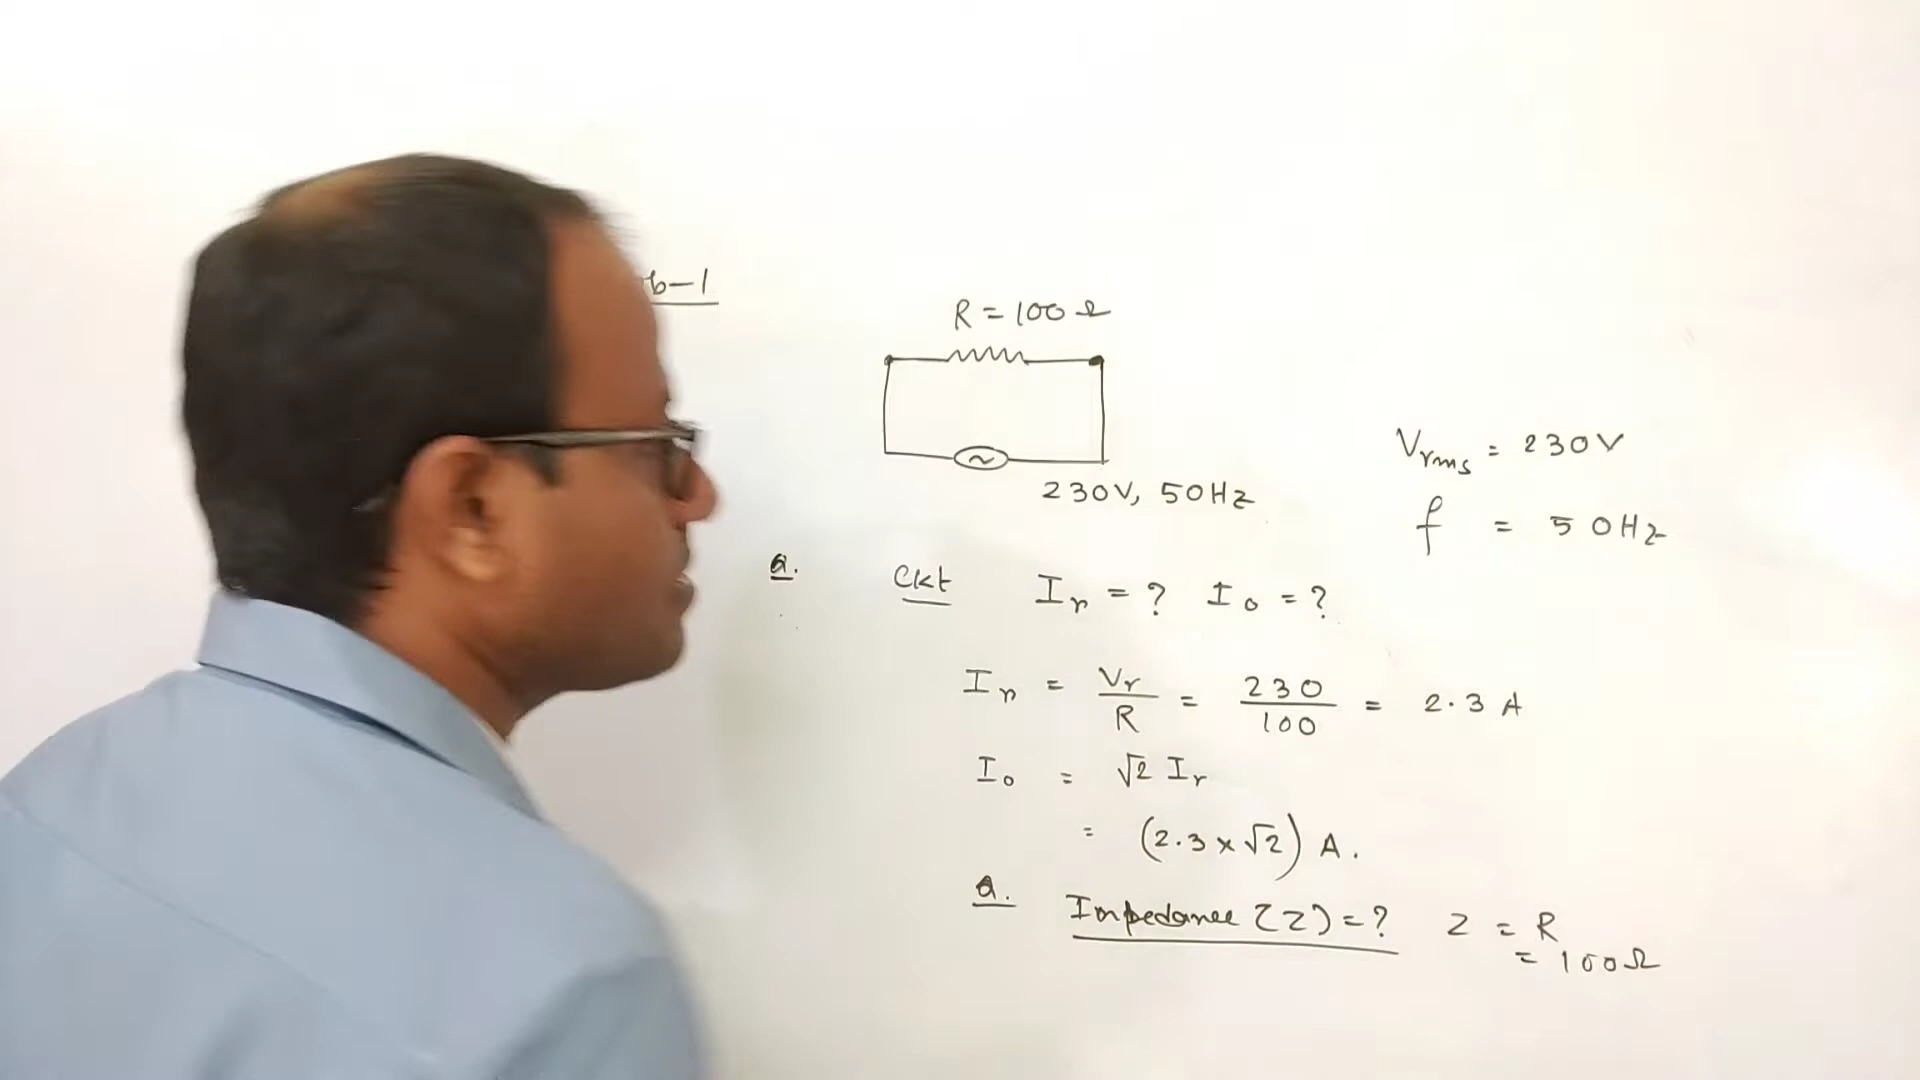 b-1
R = 100 Ω
~
230V, 50Hz
Vrms = 230V
f = 50Hz
Q. Ckt Ir = ? I0 = ?
Ir = Vr/R = 230/100 = 2.3 A
I0 = √2 Ir
= (2.3 x √2) A.
Q. Impedance (Z) = ? Z = R
= 100Ω